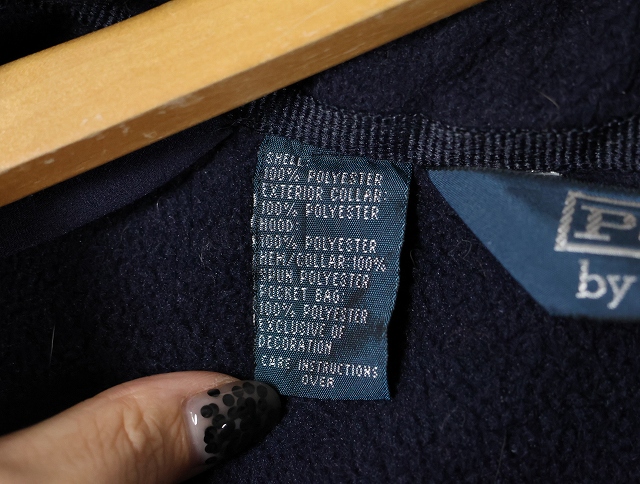 SHELL:
100% POLYESTER
EXTERIOR COLLAR:
100% POLYESTER
HOOD:
100% POLYESTER
HEM/COLLAR:100%
SPUN POLYESTER
POCKET BAG:
100% POLYESTER
EXCLUSIVE OF
DECORATION
CARE INSTRUCTIONS
OVER
P
by